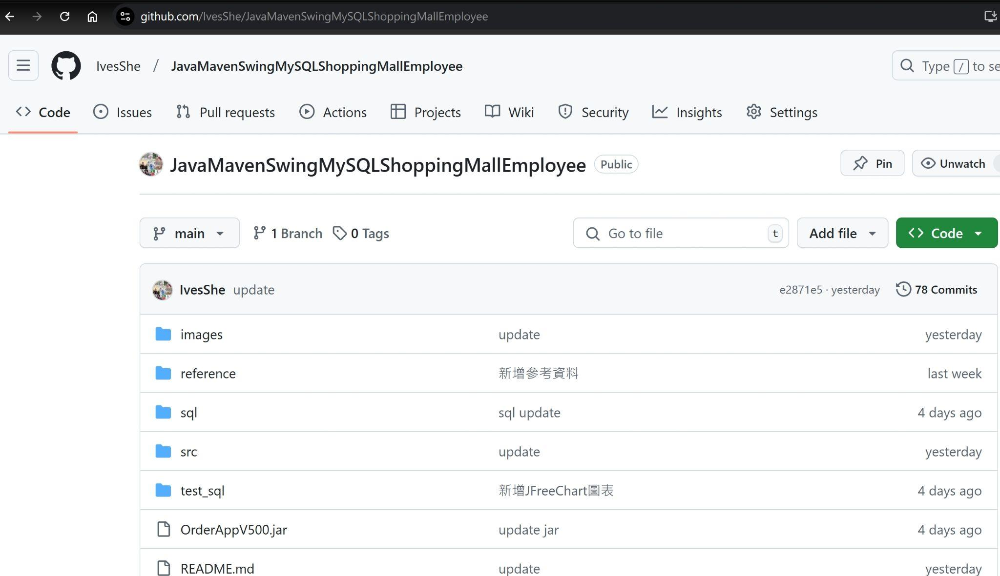 github.com/IvesShe/JavaMavenSwingMySQLShoppingMallEmployee
IvesShe / JavaMavenSwingMySQLShoppingMallEmployee
Type / to se
Code Issues Pull requests Actions Projects Wiki Security Insights Settings
JavaMavenSwingMySQLShoppingMallEmployee Public Pin Unwatch
main 1 Branch 0 Tags Go to file t Add file Code
IvesShe update e2871e5 · yesterday 78 Commits
images update yesterday
reference 新增參考資料 last week
sql sql update 4 days ago
src update yesterday
test_sql 新增JFreeChart圖表 4 days ago
OrderAppV500.jar update jar 4 days ago
README.md update yesterday